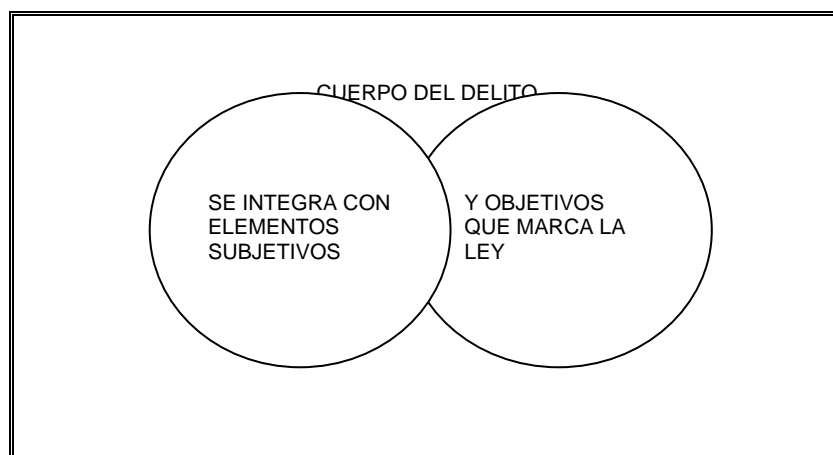 CUERPO DEL DELITO
SE INTEGRA CON
ELEMENTOS
SUBJETIVOS
Y OBJETIVOS
QUE MARCA LA
LEY